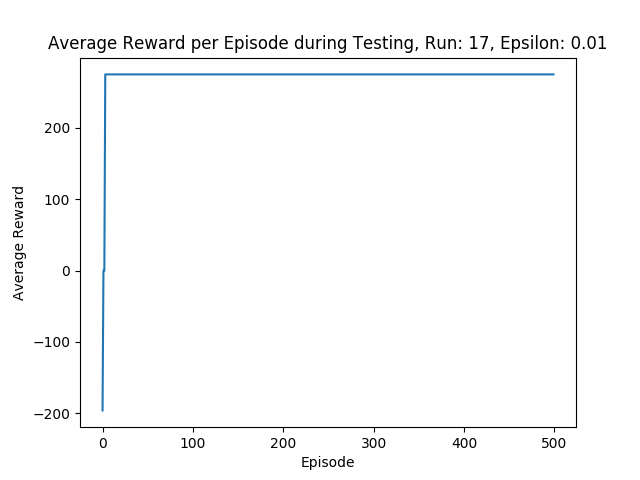 Average Reward per Episode during Testing, Run: 17, Epsilon: 0.01
200
100
0
−100
−200
Average Reward
0 100 200 300 400 500
Episode